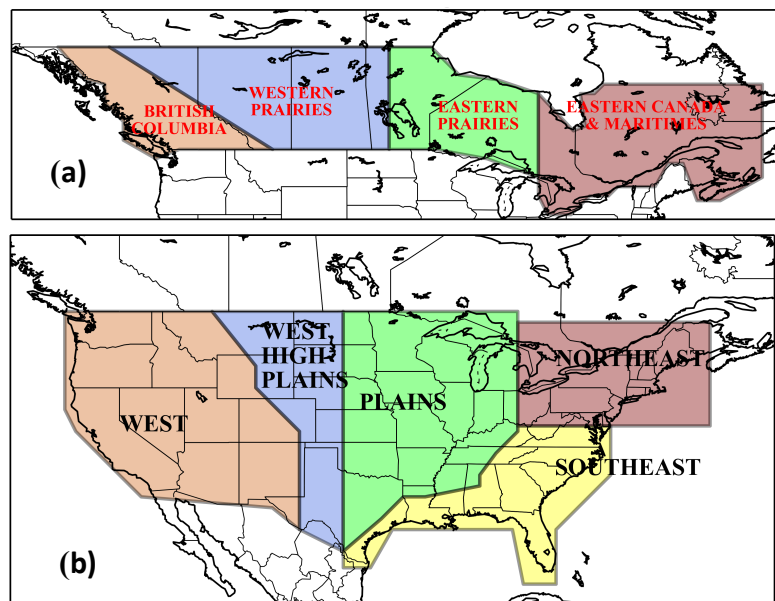 WESTERN
PRAIRIES
BRITISH
COLUMBIA
EASTERN
PRAIRIES
EASTERN CANADA
& MARITIMES
(a)
WEST
HIGH
PLAINS
NORTHEAST
PLAINS
WEST
SOUTHEAST
(b)